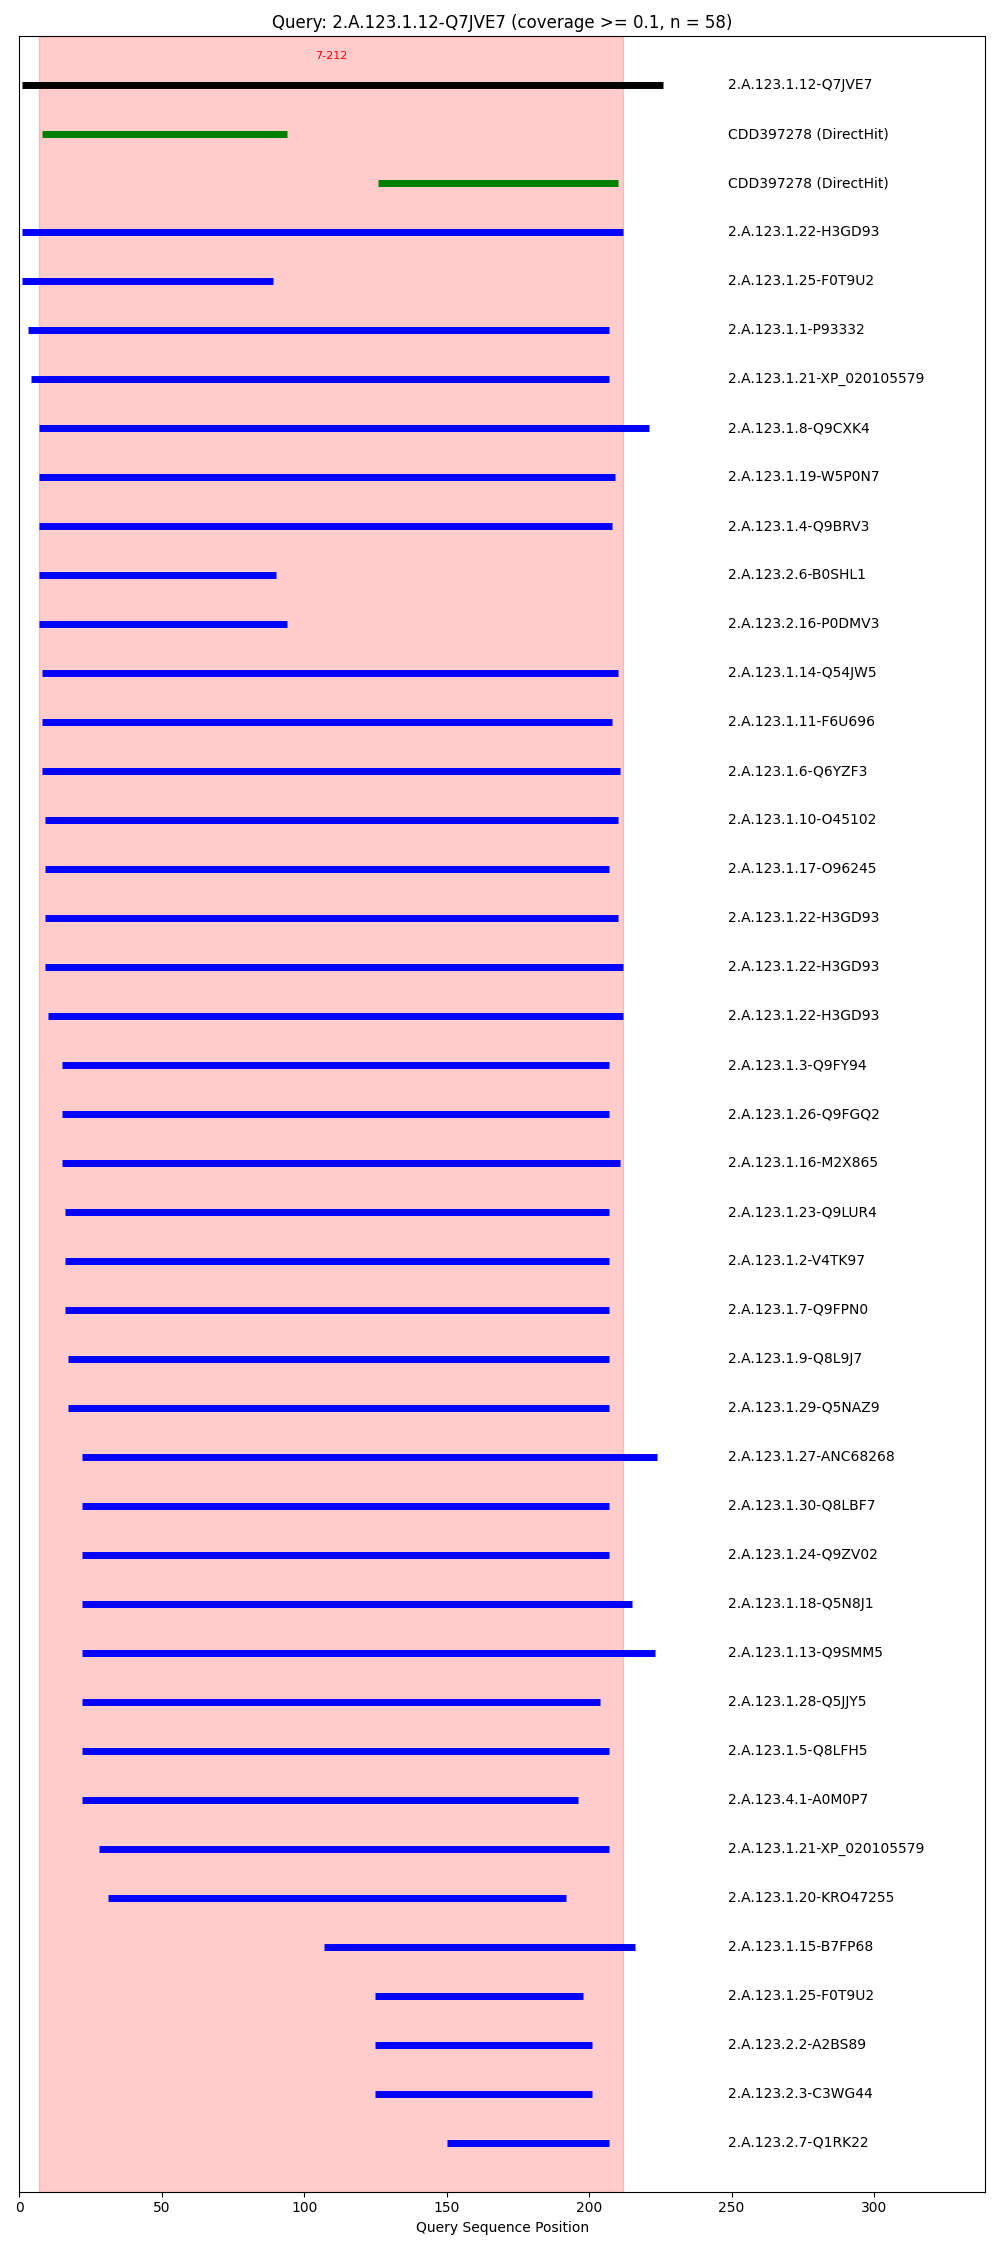 Query: 2.A.123.1.12-Q7JVE7 (coverage >= 0.1, n = 58)
7-212
2.A.123.1.12-Q7JVE7
CDD397278 (DirectHit)
CDD397278 (DirectHit)
2.A.123.1.22-H3GD93
2.A.123.1.25-F0T9U2
2.A.123.1.1-P93332
2.A.123.1.21-XP_020105579
2.A.123.1.8-Q9CXK4
2.A.123.1.19-W5P0N7
2.A.123.1.4-Q9BRV3
2.A.123.2.6-B0SHL1
2.A.123.2.16-P0DMV3
2.A.123.1.14-Q54JW5
2.A.123.1.11-F6U696
2.A.123.1.6-Q6YZF3
2.A.123.1.10-O45102
2.A.123.1.17-O96245
2.A.123.1.22-H3GD93
2.A.123.1.22-H3GD93
2.A.123.1.22-H3GD93
2.A.123.1.3-Q9FY94
2.A.123.1.26-Q9FGQ2
2.A.123.1.16-M2X865
2.A.123.1.23-Q9LUR4
2.A.123.1.2-V4TK97
2.A.123.1.7-Q9FPN0
2.A.123.1.9-Q8L9J7
2.A.123.1.29-Q5NAZ9
2.A.123.1.27-ANC68268
2.A.123.1.30-Q8LBF7
2.A.123.1.24-Q9ZV02
2.A.123.1.18-Q5N8J1
2.A.123.1.13-Q9SMM5
2.A.123.1.28-Q5JJY5
2.A.123.1.5-Q8LFH5
2.A.123.4.1-A0M0P7
2.A.123.1.21-XP_020105579
2.A.123.1.20-KRO47255
2.A.123.1.15-B7FP68
2.A.123.1.25-F0T9U2
2.A.123.2.2-A2BS89
2.A.123.2.3-C3WG44
2.A.123.2.7-Q1RK22
0 50 100 150 200 250 300
Query Sequence Position